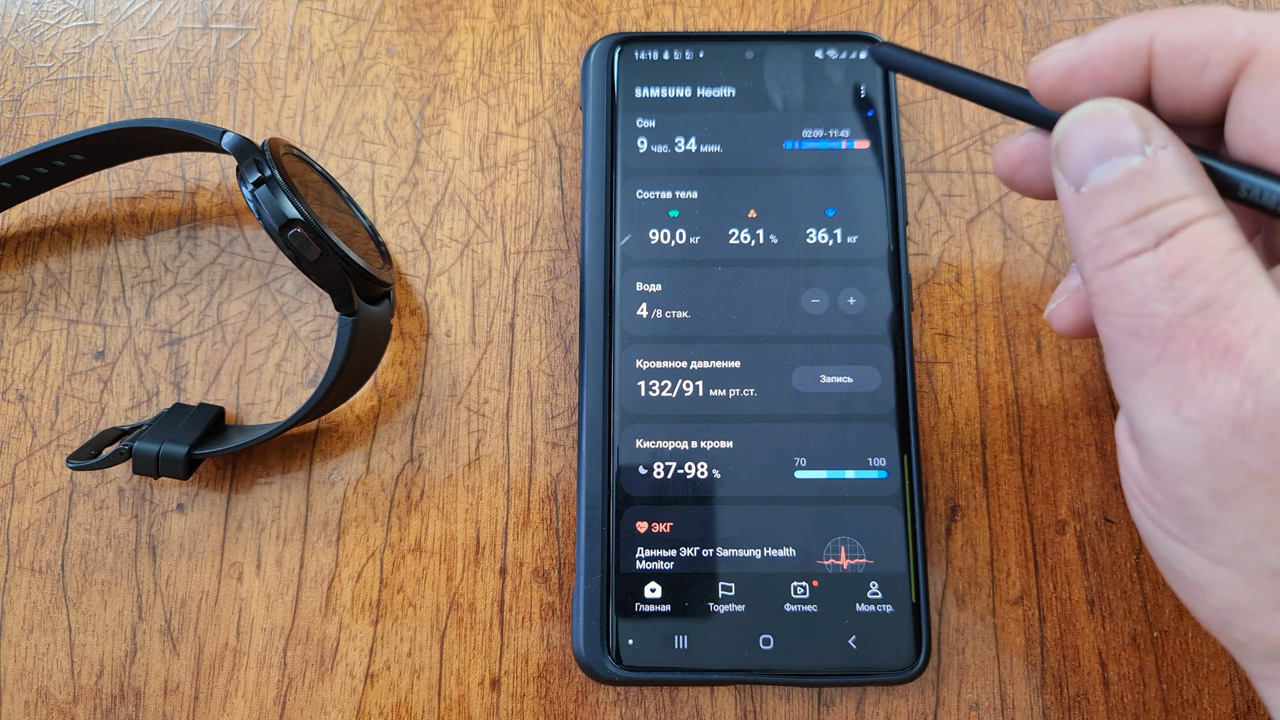 14:18
SAMSUNG Health
Сон
9 час. 34 мин.
02:09 - 11:43
Состав тела
90,0 кг
26,1 %
36,1 кг
Вода
4 /8 стак.
− +
Кровяное давление
132/91 мм рт.ст.
Запись
Кислород в крови
87-98 %
70 100
ЭКГ
Данные ЭКГ от Samsung Health
Monitor
Главная
Together
Фитнес
Моя стр.